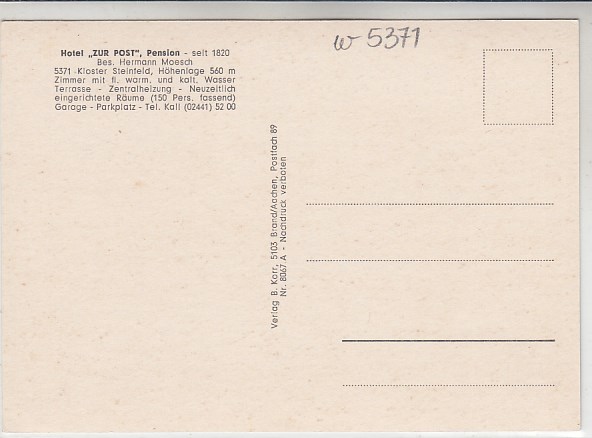 Hotel „ZUR POST", Pension - seit 1820
Bes. Hermann Moesch
5371 Kloster Steinfeld, Höhenlage 560 m
Zimmer mit fl. warm. und kalt. Wasser
Terrasse - Zentralheizung - Neuzeitlich
eingerichtete Räume (150 Pers. fassend)
Garage - Parkplatz - Tel. Kall (02441) 52 00
w 5371
Verlag B. Korr, 5103 Brand/Aachen, Postfach 89
Nr. 8067 A - Nachdruck verboten